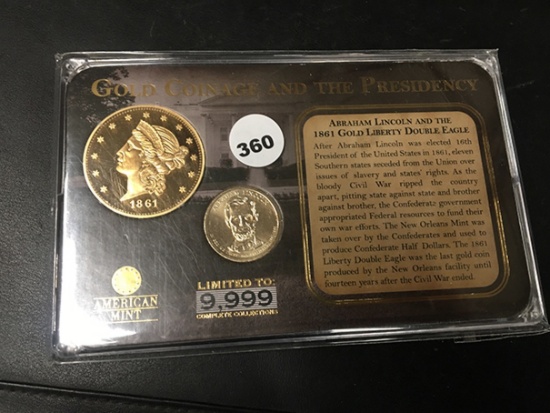 GOLD COINAGE AND THE PRESIDENCY
1861
360
AMERICAN
MINT
LIMITED TO:
9,999
COMPLETE COLLECTIONS
ABRAHAM LINCOLN AND THE
1861 GOLD LIBERTY DOUBLE EAGLE
After Abraham Lincoln was elected 16th
President of the United States in 1861, eleven
Southern states seceded from the Union over
issues of slavery and states' rights. As the
bloody Civil War ripped the country
apart, pitting state against state and brother
against brother, the Confederate government
appropriated Federal resources to fund their
own war efforts. The New Orleans Mint was
taken over by the Confederates and used to
produce Confederate Half Dollars. The 1861
Liberty Double Eagle was the last gold coin
produced by the New Orleans facility until
fourteen years after the Civil War ended.